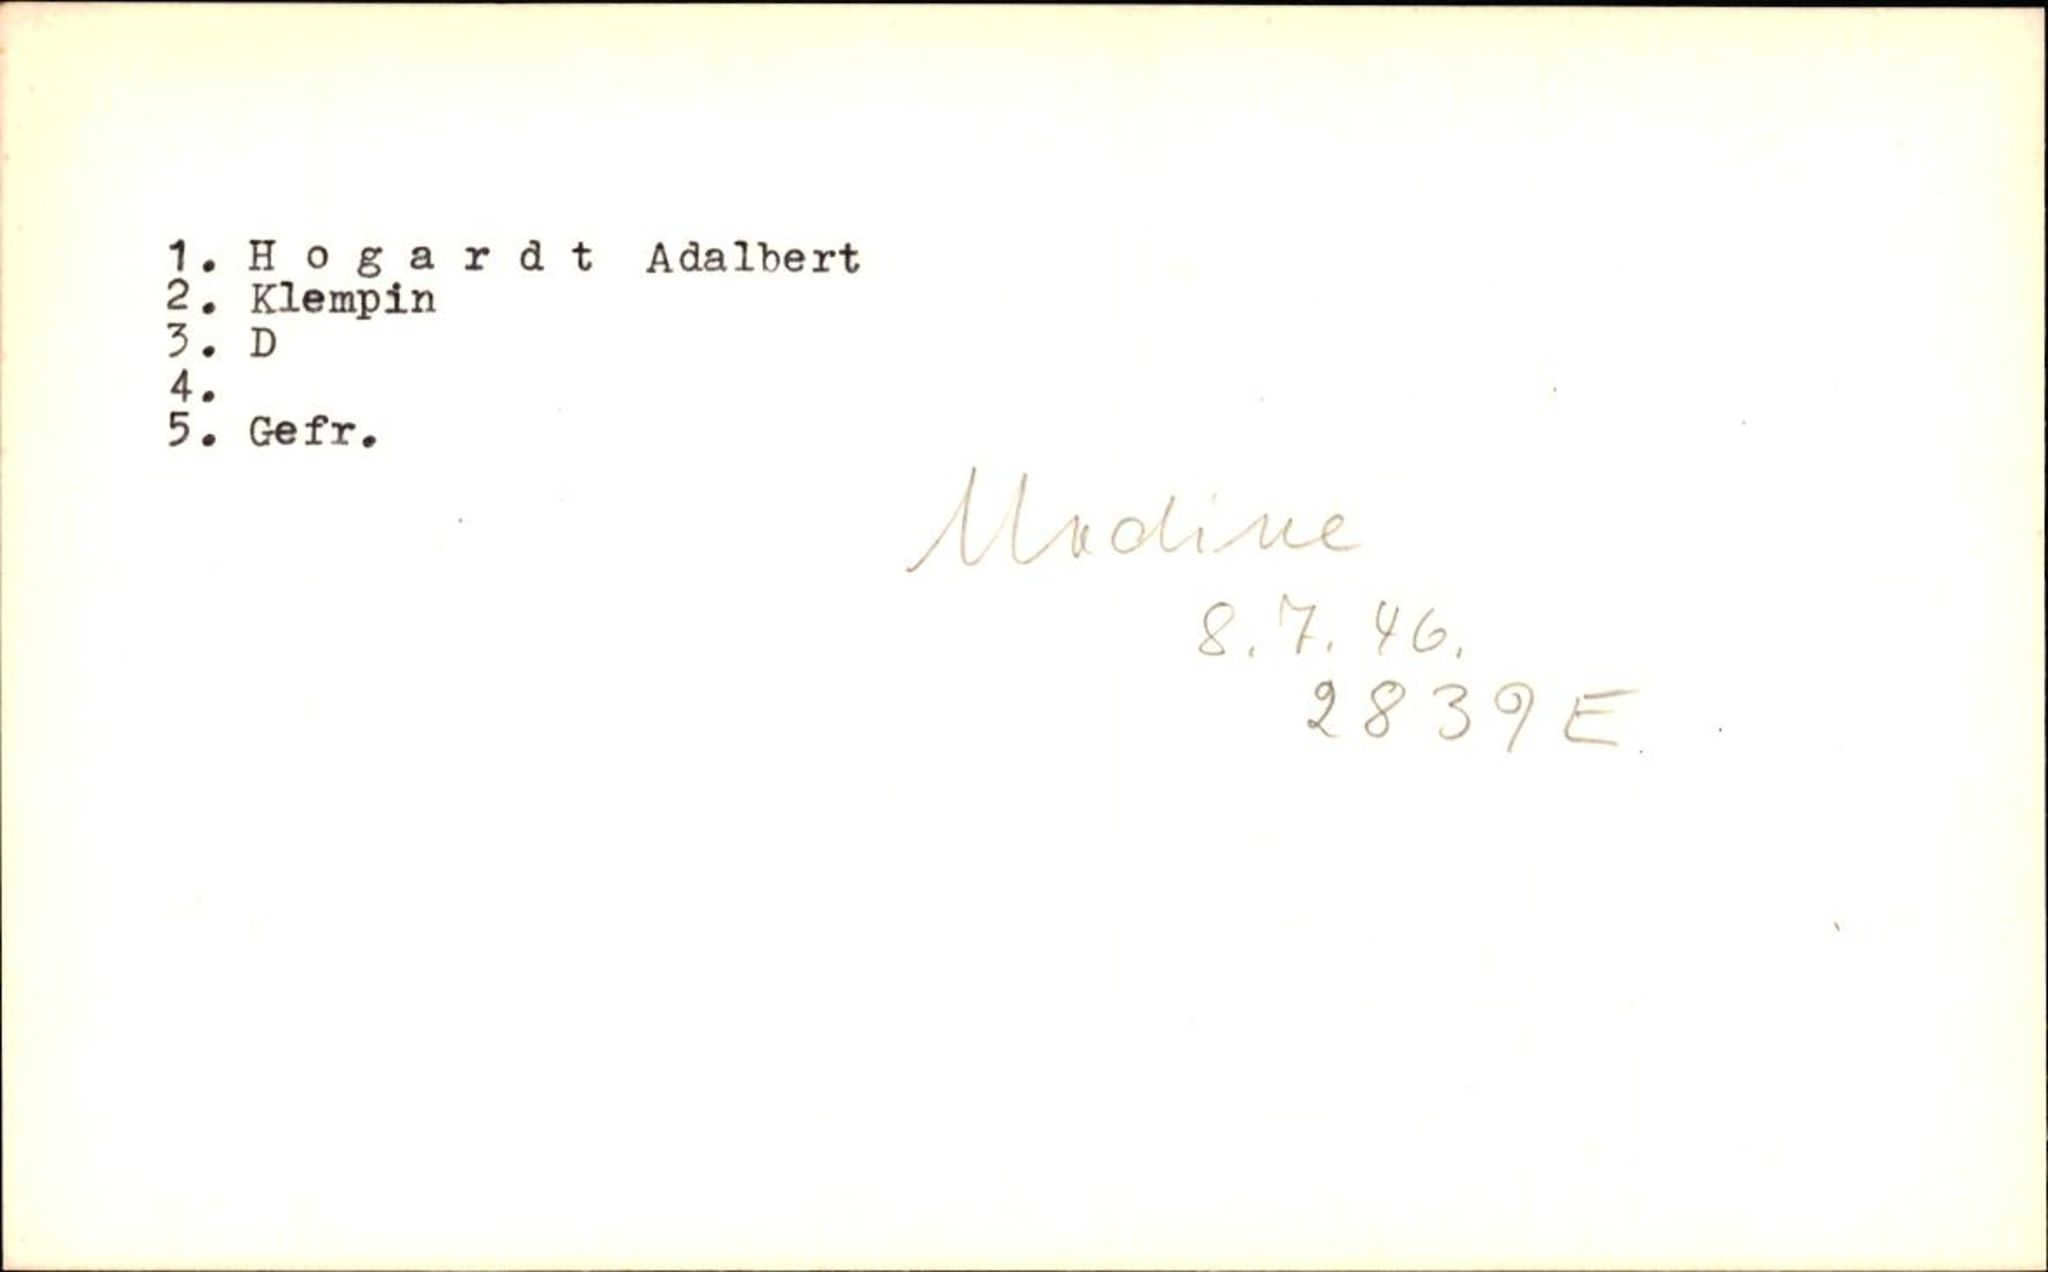 1. H o g a r d t Adalbert
2. Klempin
3. D
4.
5. Gefr.
8.7.46.
2839E